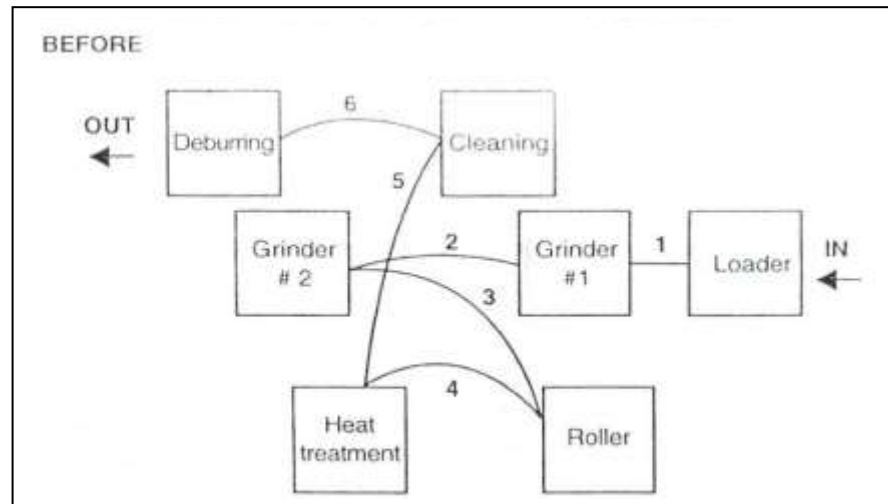 BEFORE
6
OUT
Deburring
Cleaning
5
Grinder
# 2
2
Grinder
#1
1
Loader
IN
3
4
Heat
treatment
Roller